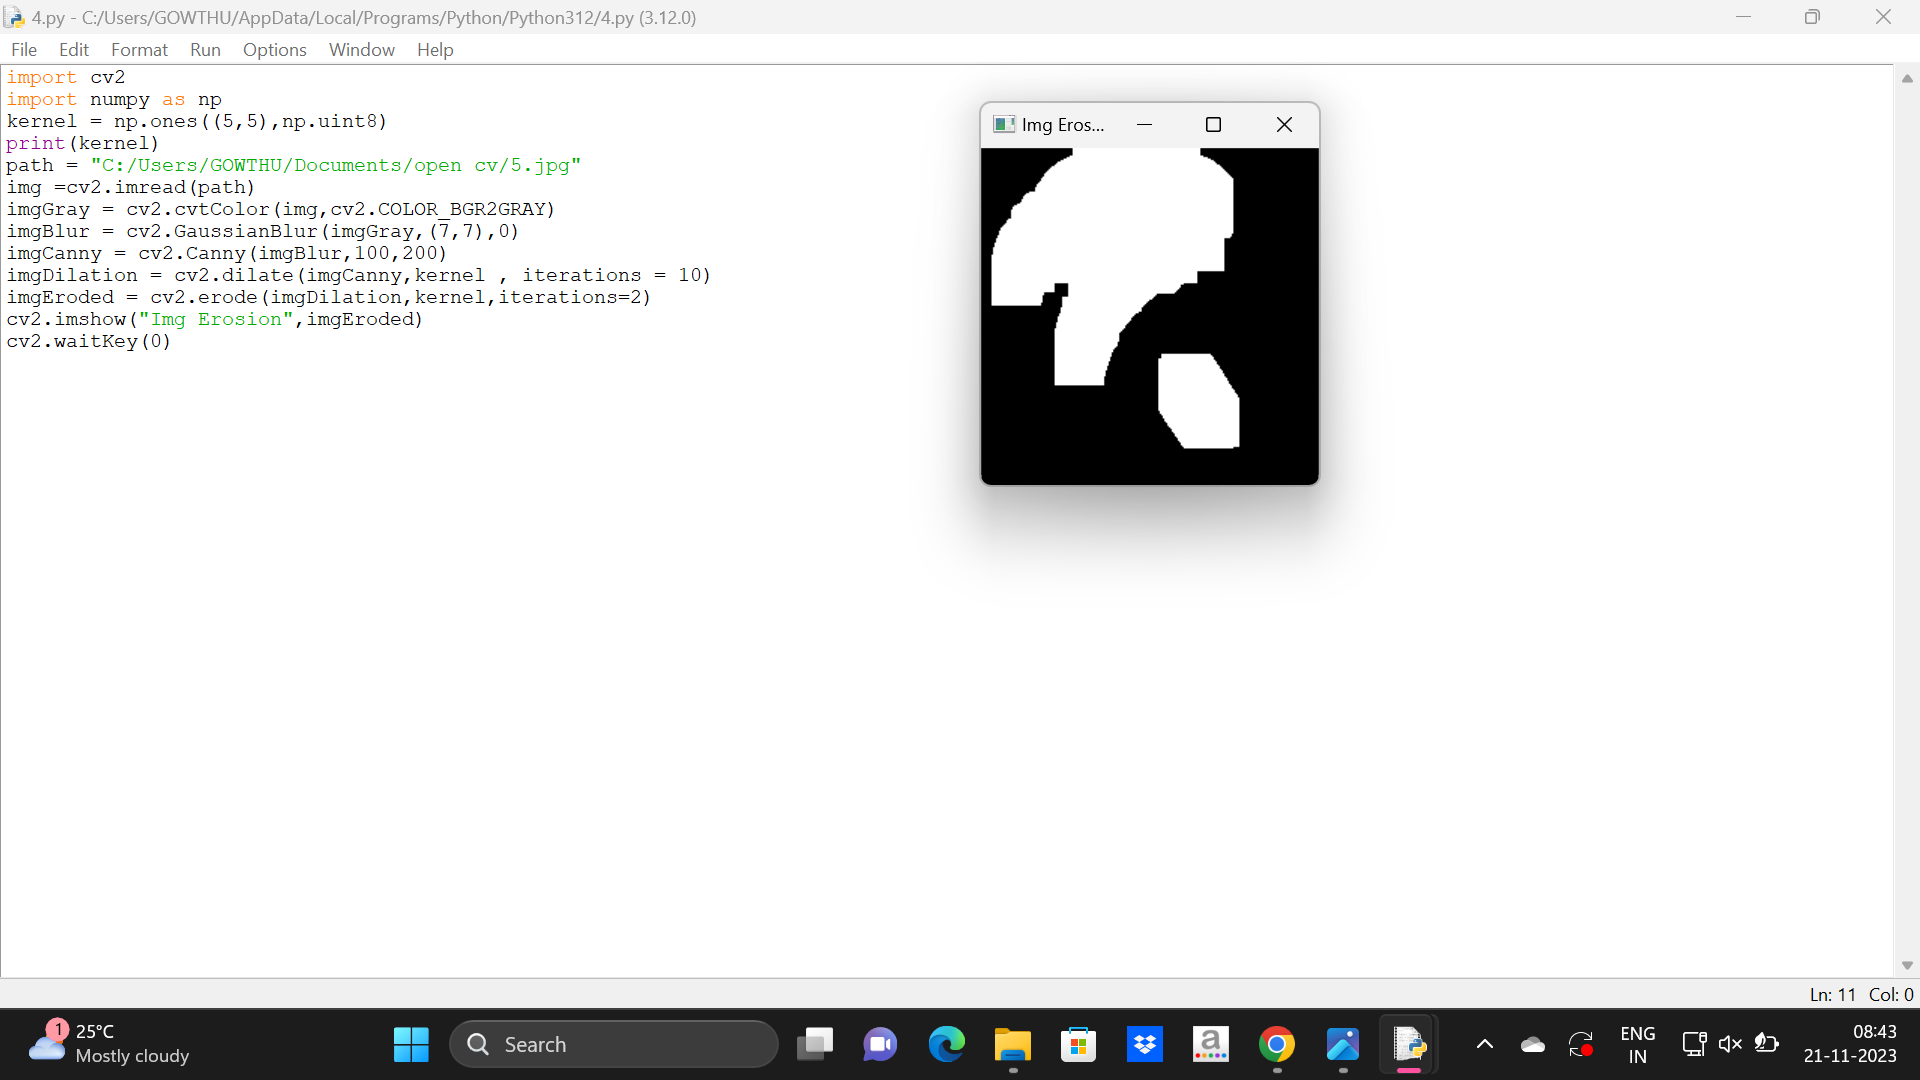 4.py - C:/Users/GOWTHU/AppData/Local/Programs/Python/Python312/4.py (3.12.0)
File Edit Format Run Options Window Help
import cv2
import numpy as np
kernel = np.ones((5,5),np.uint8)
print(kernel)
path = "C:/Users/GOWTHU/Documents/open cv/5.jpg"
img =cv2.imread(path)
imgGray = cv2.cvtColor(img,cv2.COLOR_BGR2GRAY)
imgBlur = cv2.GaussianBlur(imgGray,(7,7),0)
imgCanny = cv2.Canny(imgBlur,100,200)
imgDilation = cv2.dilate(imgCanny,kernel , iterations = 10)
imgEroded = cv2.erode(imgDilation,kernel,iterations=2)
cv2.imshow("Img Erosion",imgEroded)
cv2.waitKey(0)
Img Eros...
Ln: 11 Col: 0
1
25°C
Mostly cloudy
Search
a
ENG
IN
08:43
21-11-2023